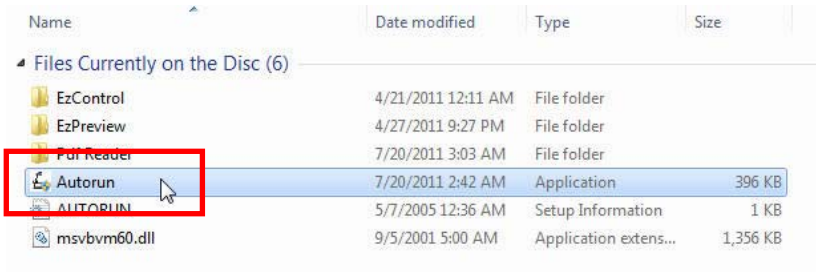 Name Date modified Type Size
Files Currently on the Disc (6)
EzControl 4/21/2011 12:11 AM File folder
EzPreview 4/27/2011 9:27 PM File folder
Pdf Reader 7/20/2011 3:03 AM File folder
Autorun 7/20/2011 2:42 AM Application 396 KB
AUTORUN 5/7/2005 12:36 AM Setup Information 1 KB
msvbvm60.dll 9/5/2001 5:00 AM Application extens... 1,356 KB